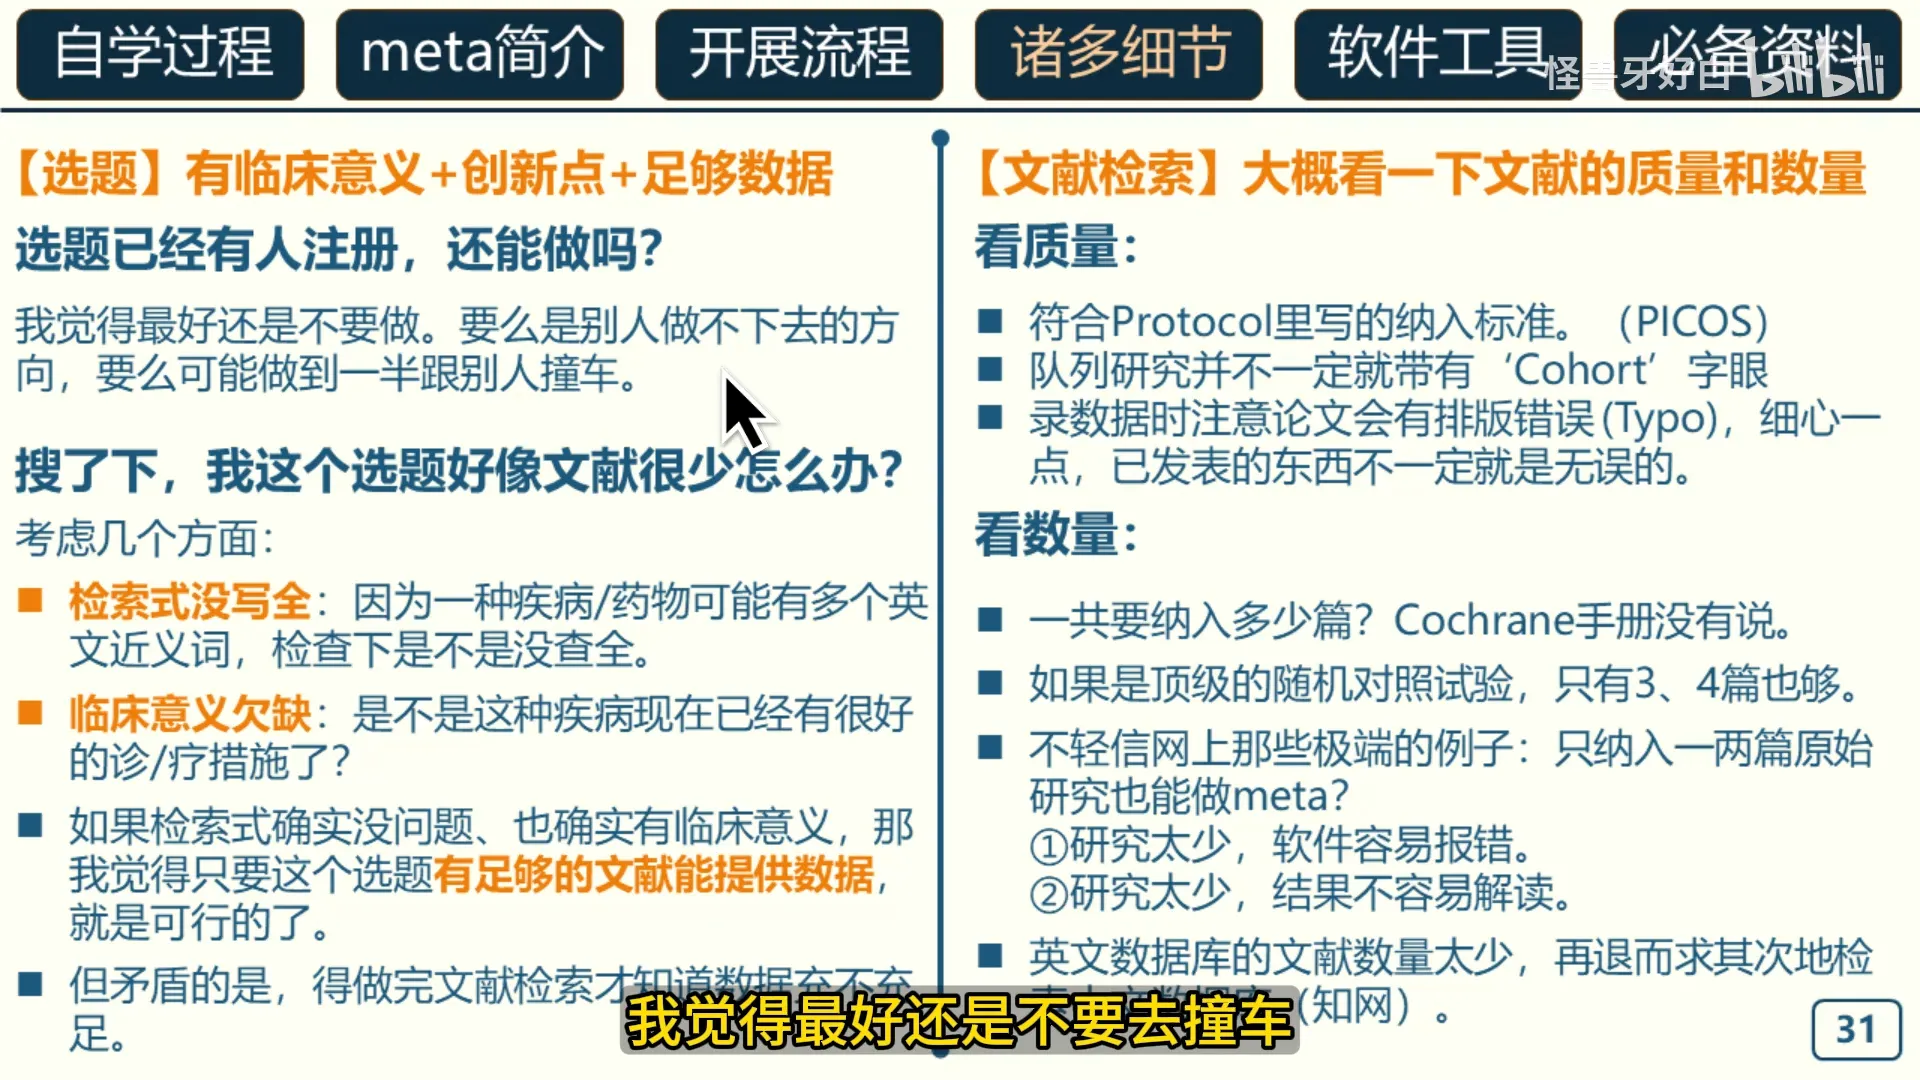 自学过程
meta简介
开展流程
诸多细节
软件工具
必备资料
怪兽牙好白 bilibili
【选题】有临床意义+创新点+足够数据
选题已经有人注册，还能做吗？
我觉得最好还是不要做。要么是别人做不下去的方
向，要么可能做到一半跟别人撞车。
搜了下，我这个选题好像文献很少怎么办？
考虑几个方面：
检索式没写全：因为一种疾病/药物可能有多个英
文近义词，检查下是不是没查全。
临床意义欠缺：是不是这种疾病现在已经有很好
的诊/疗措施了？
如果检索式确实没问题、也确实有临床意义，那
我觉得只要这个选题有足够的文献能提供数据，
就是可行的了。
但矛盾的是，得做完文献检索才知道数据充不充
足。
【文献检索】大概看一下文献的质量和数量
看质量：
符合Protocol里写的纳入标准。（PICOS）
队列研究并不一定就带有‘Cohort’字眼
录数据时注意论文会有排版错误(Typo)，细心一
点，已发表的东西不一定就是无误的。
看数量：
一共要纳入多少篇？Cochrane手册没有说。
如果是顶级的随机对照试验，只有3、4篇也够。
不轻信网上那些极端的例子：只纳入一两篇原始
研究也能做meta？
①研究太少，软件容易报错。
②研究太少，结果不容易解读。
英文数据库的文献数量太少，再退而求其次地检
（知网）。
我觉得最好还是不要去撞车
31